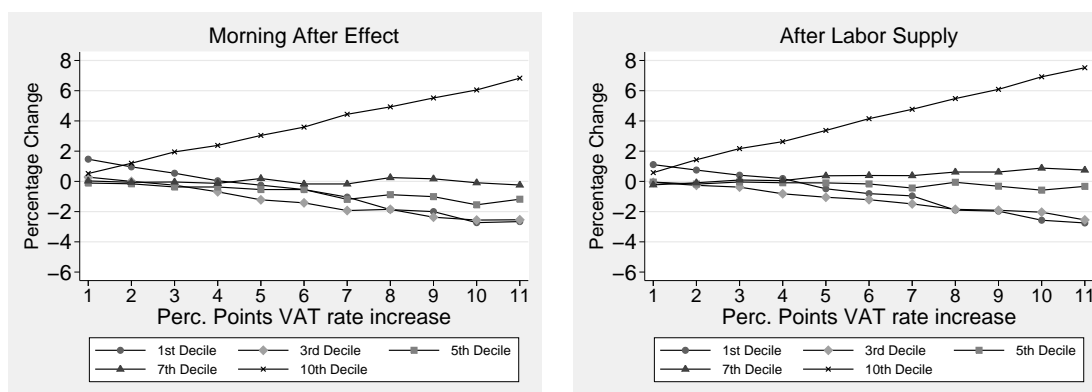 Morning After Effect
Percentage Change
8
6
4
2
0
−2
−4
−6
1 2 3 4 5 6 7 8 9 10 11
Perc. Points VAT rate increase
1st Decile 3rd Decile 5th Decile
7th Decile 10th Decile
After Labor Supply
Percentage Change
8
6
4
2
0
−2
−4
−6
1 2 3 4 5 6 7 8 9 10 11
Perc. Points VAT rate increase
1st Decile 3rd Decile 5th Decile
7th Decile 10th Decile